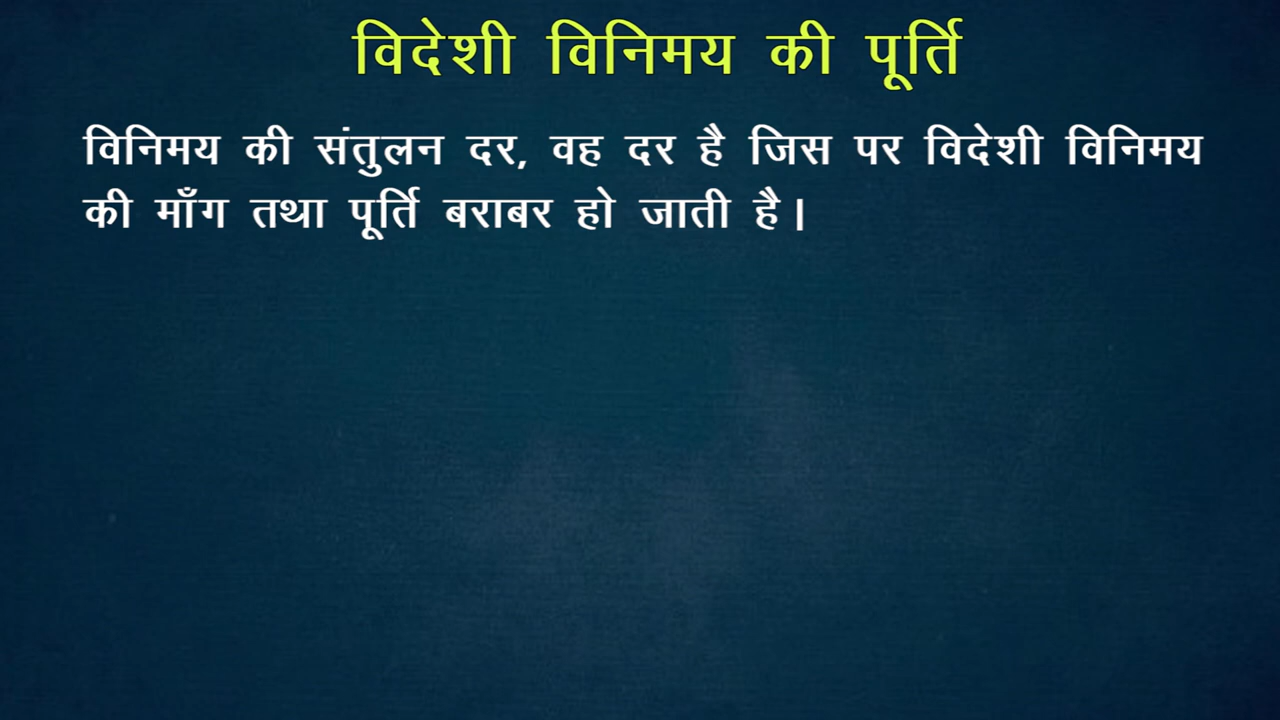 विदेशी विनिमय की पूर्ति
विनिमय की संतुलन दर, वह दर है जिस पर विदेशी विनिमय
की माँग तथा पूर्ति बराबर हो जाती है।